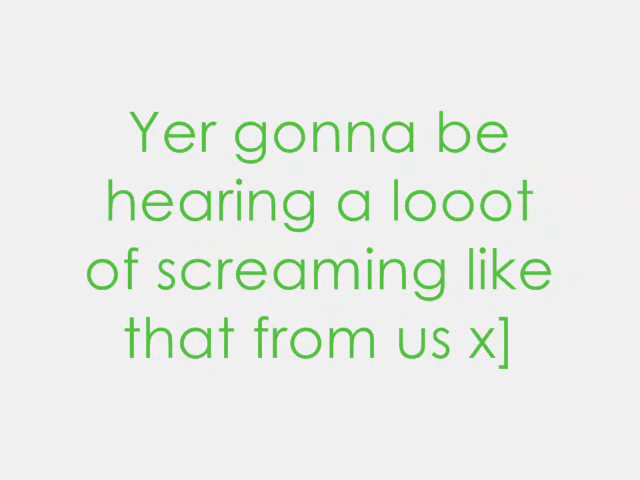 Yer gonna be
hearing a looot
of screaming like
that from us x]